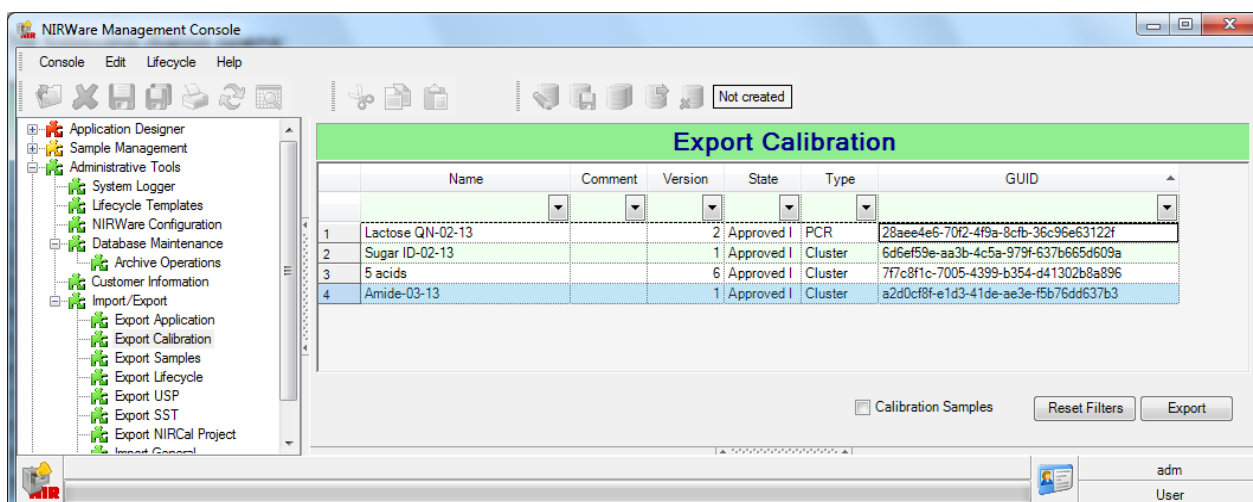 NIRWare Management Console
Console Edit Lifecycle Help
Not created
Application Designer
Sample Management
Administrative Tools
System Logger
Lifecycle Templates
NIRWare Configuration
Database Maintenance
Archive Operations
Customer Information
Import/Export
Export Application
Export Calibration
Export Samples
Export Lifecycle
Export USP
Export SST
Export NIRCal Project
Import General
Export Calibration
Name Comment Version State Type GUID
1 Lactose QN-02-13 2 Approved I PCR 28aee4e6-70f2-4f9a-8cfb-36c96e63122f
2 Sugar ID-02-13 1 Approved I Cluster 6d6ef59e-aa3b-4c5a-979f-637b665d609a
3 5 acids 6 Approved I Cluster 7f7c8f1c-7005-4399-b354-d41302b8a896
4 Amide-03-13 1 Approved I Cluster a2d0cf8f-e1d3-41de-ae3e-f5b76dd637b3
Calibration Samples Reset Filters Export
NIR
adm
User